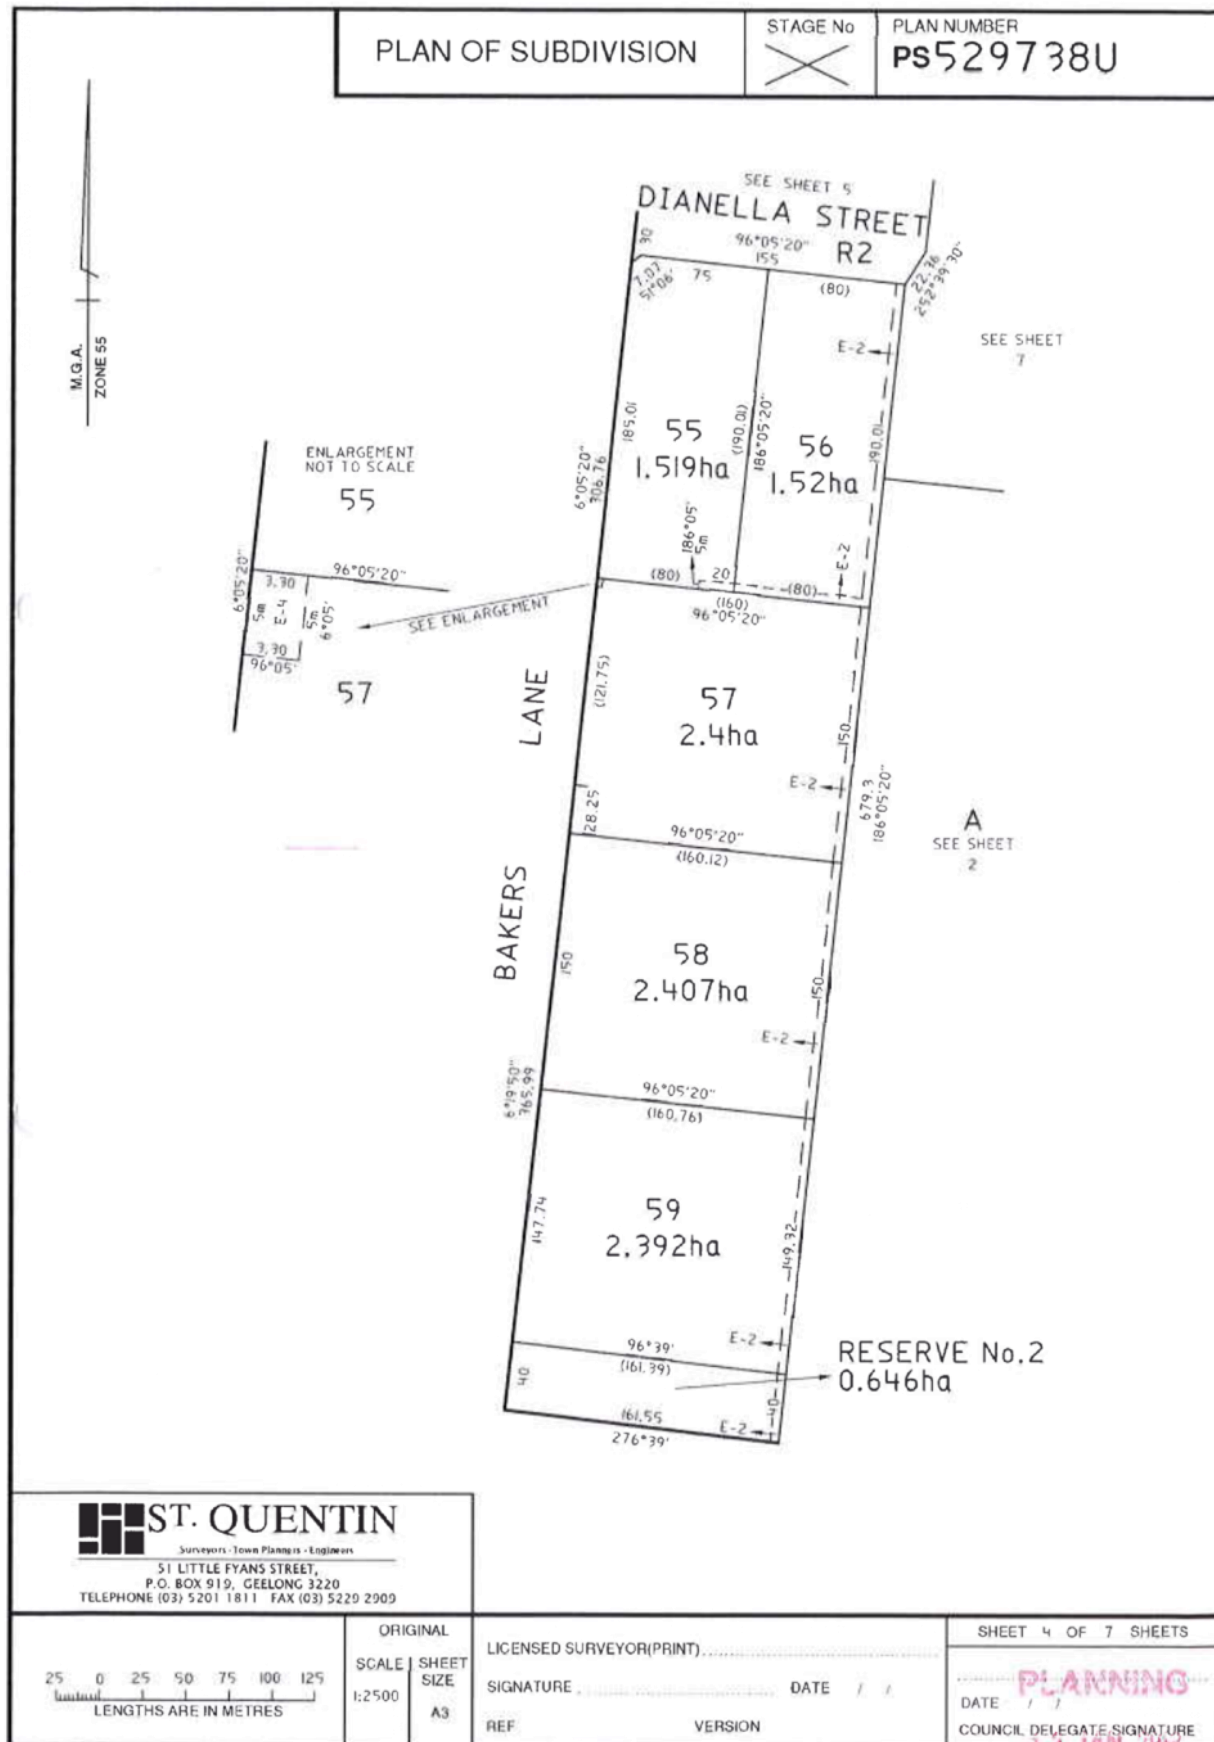 PLAN OF SUBDIVISION
STAGE No
PLAN NUMBER
PS529738U
M.G.A.
ZONE 55
SEE SHEET 5
DIANELLA STREET
R2
96°05'20"
155
30
7.07
51°06'
75
(80)
22.36
252°39'30"
E-2
SEE SHEET
7
185.01
6°05'20"
306.76
55
1.519ha
(190.01)
186°05'20"
56
1.52ha
190.01
186°05'
5m
E-2
(80)
20
(80)
(160)
96°05'20"
ENLARGEMENT
NOT TO SCALE
55
6°05'20"
96°05'20"
3.30
5m
E-4
5m
6°05'
3.30
96°05'
57
SEE ENLARGEMENT
BAKERS LANE
(121.75)
57
2.4ha
150
E-2
679.3
186°05'20"
A
SEE SHEET
2
28.25
96°05'20"
(160.12)
150
58
2.407ha
150
E-2
6°19'50"
365.99
96°05'20"
(160.76)
147.74
59
2.392ha
149.32
E-2
96°39'
(161.39)
RESERVE No.2
0.646ha
40
40
161.55
276°39'
E-2
ST. QUENTIN
Surveyors - Town Planners - Engineers
51 LITTLE FYANS STREET,
P.O. BOX 919, GEELONG 3220
TELEPHONE (03) 5201 1811 FAX (03) 5229 2909
25 0 25 50 75 100 125
LENGTHS ARE IN METRES
ORIGINAL
SCALE
1:2500
SHEET
SIZE
A3
LICENSED SURVEYOR(PRINT)
SIGNATURE DATE / /
REF VERSION
SHEET 4 OF 7 SHEETS
PLANNING
DATE / /
COUNCIL DELEGATE SIGNATURE